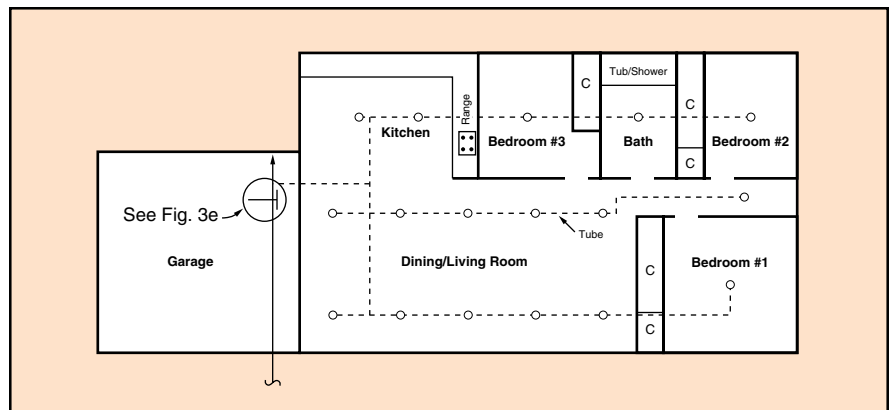 Tub/Shower
C
C
Range
Kitchen
Bedroom #3
Bath
Bedroom #2
C
See Fig. 3e
Tube
Garage
Dining/Living Room
Bedroom #1
C
C